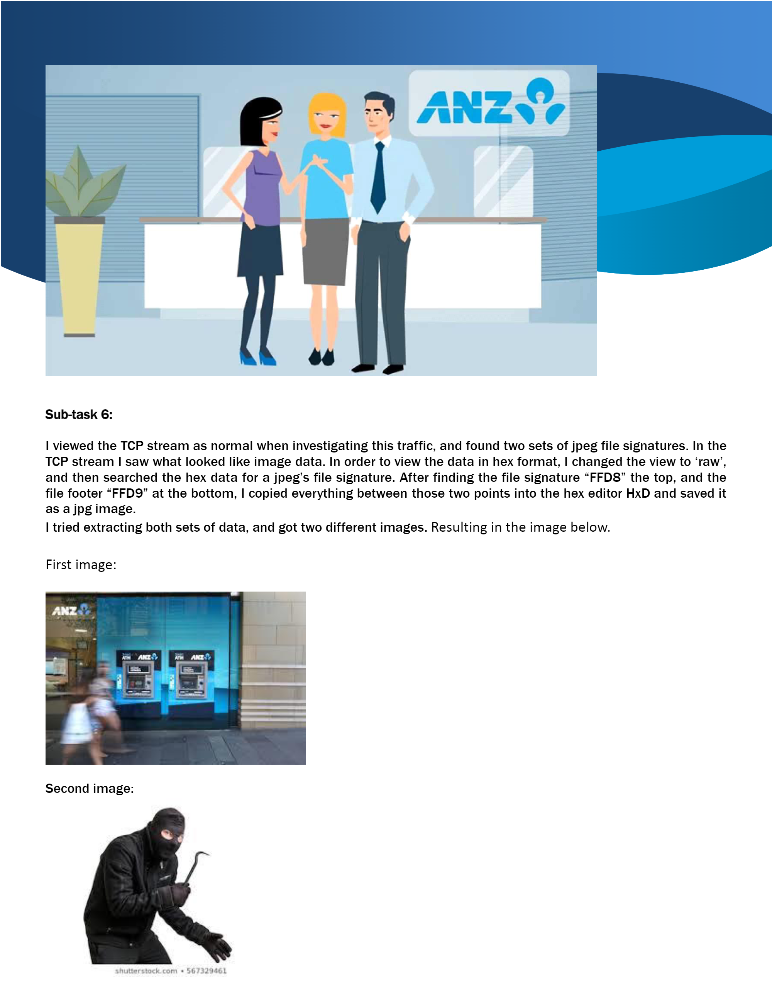 ANZ
Sub-task 6:
I viewed the TCP stream as normal when investigating this traffic, and found two sets of jpeg file signatures. In the
TCP stream I saw what looked like image data. In order to view the data in hex format, I changed the view to ‘raw’,
and then searched the hex data for a jpeg’s file signature. After finding the file signature “FFD8” the top, and the
file footer “FFD9” at the bottom, I copied everything between those two points into the hex editor HxD and saved it
as a jpg image.
I tried extracting both sets of data, and got two different images. Resulting in the image below.
First image:
ANZ
ATM ANZ
ATM ANZ
Second image:
shutterstock.com • 567329461